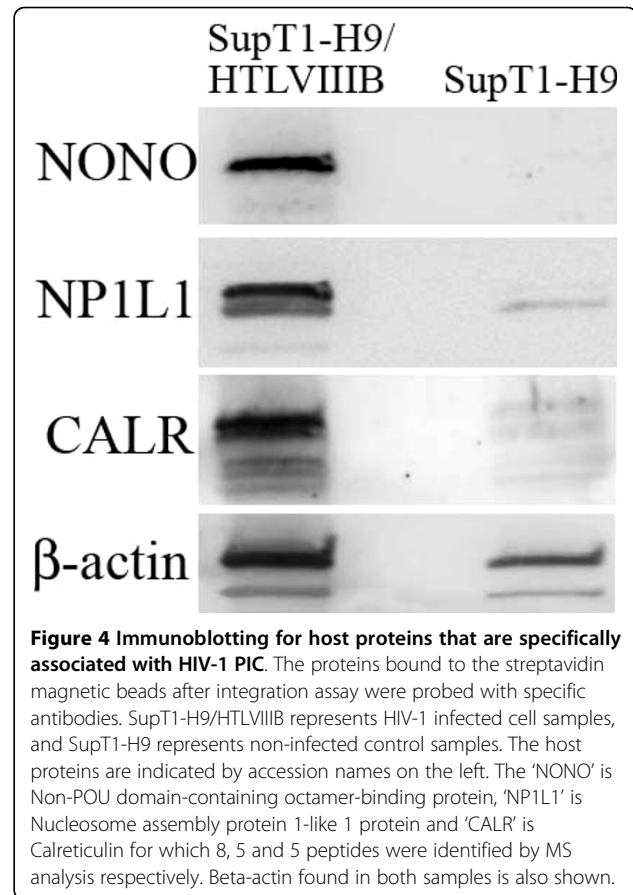 SupT1-H9/
HTLVIIIB
SupT1-H9
NONO
NP1L1
CALR
β-actin
Figure 4 Immunoblotting for host proteins that are specifically
associated with HIV-1 PIC. The proteins bound to the streptavidin
magnetic beads after integration assay were probed with specific
antibodies. SupT1-H9/HTLVIIIB represents HIV-1 infected cell samples,
and SupT1-H9 represents non-infected control samples. The host
proteins are indicated by accession names on the left. The ‘NONO’ is
Non-POU domain-containing octamer-binding protein, ‘NP1L1’ is
Nucleosome assembly protein 1-like 1 protein and ‘CALR’ is
Calreticulin for which 8, 5 and 5 peptides were identified by MS
analysis respectively. Beta-actin found in both samples is also shown.